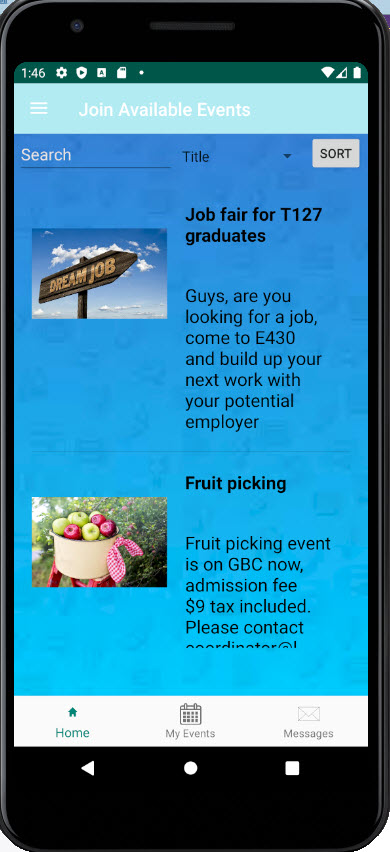 1:46
Join Available Events
Search
Title
SORT
Job fair for T127
graduates
DREAM JOB
Guys, are you
looking for a job,
come to E430
and build up your
next work with
your potential
employer
Fruit picking
Fruit picking event
is on GBC now,
admission fee
$9 tax included.
Please contact
Home
My Events
Messages